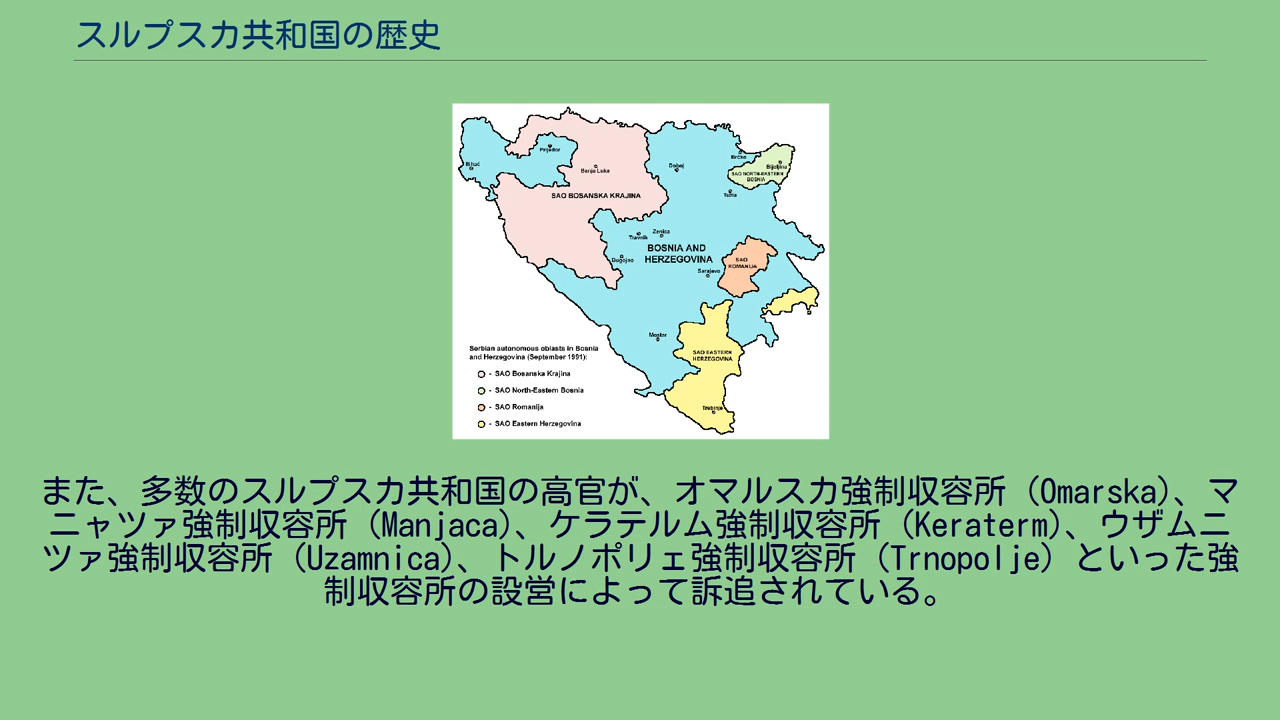 スルプスカ共和国の歴史
Bihać
Prijedor
Banja Luka
Doboj
Brčko
Bijeljina
SAO NORTH-EASTERN
BOSNIA
Tuzla
SAO BOSANSKA KRAJINA
Travnik
Zenica
BOSNIA AND
HERZEGOVINA
Bugojno
Sarajevo
SAO
ROMANIJA
Mostar
SAO EASTERN
HERZEGOVINA
Trebinje
Serbian autonomous oblasts in Bosnia
and Herzegovina (September 1991):
- SAO Bosanska Krajina
- SAO North-Eastern Bosnia
- SAO Romanija
- SAO Eastern Herzegovina
また、多数のスルプスカ共和国の高官が、オマルスカ強制収容所（Omarska）、マ
ニャツァ強制収容所（Manjaca）、ケラテルム強制収容所（Keraterm）、ウザムニ
ツァ強制収容所（Uzamnica）、トルノポリェ強制収容所（Trnopolje）といった強
制収容所の設営によって訴追されている。